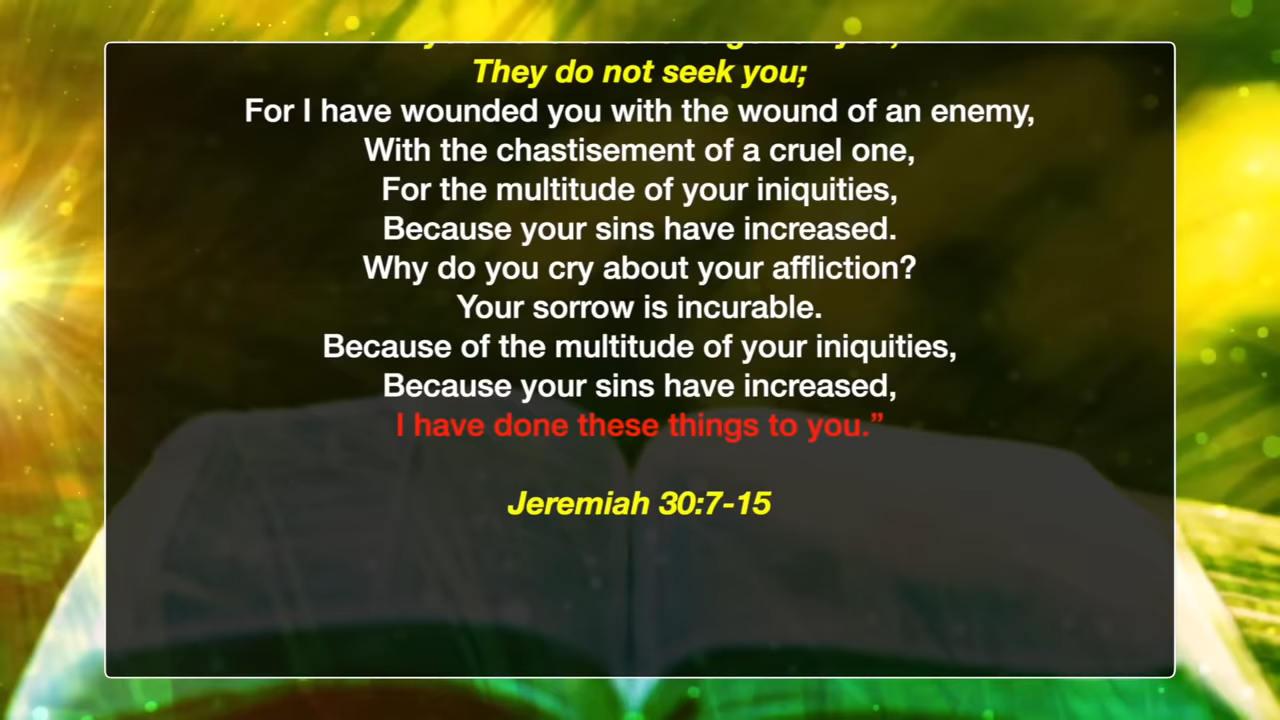 They do not seek you;
For I have wounded you with the wound of an enemy,
With the chastisement of a cruel one,
For the multitude of your iniquities,
Because your sins have increased.
Why do you cry about your affliction?
Your sorrow is incurable.
Because of the multitude of your iniquities,
Because your sins have increased,
I have done these things to you.”
Jeremiah 30:7-15